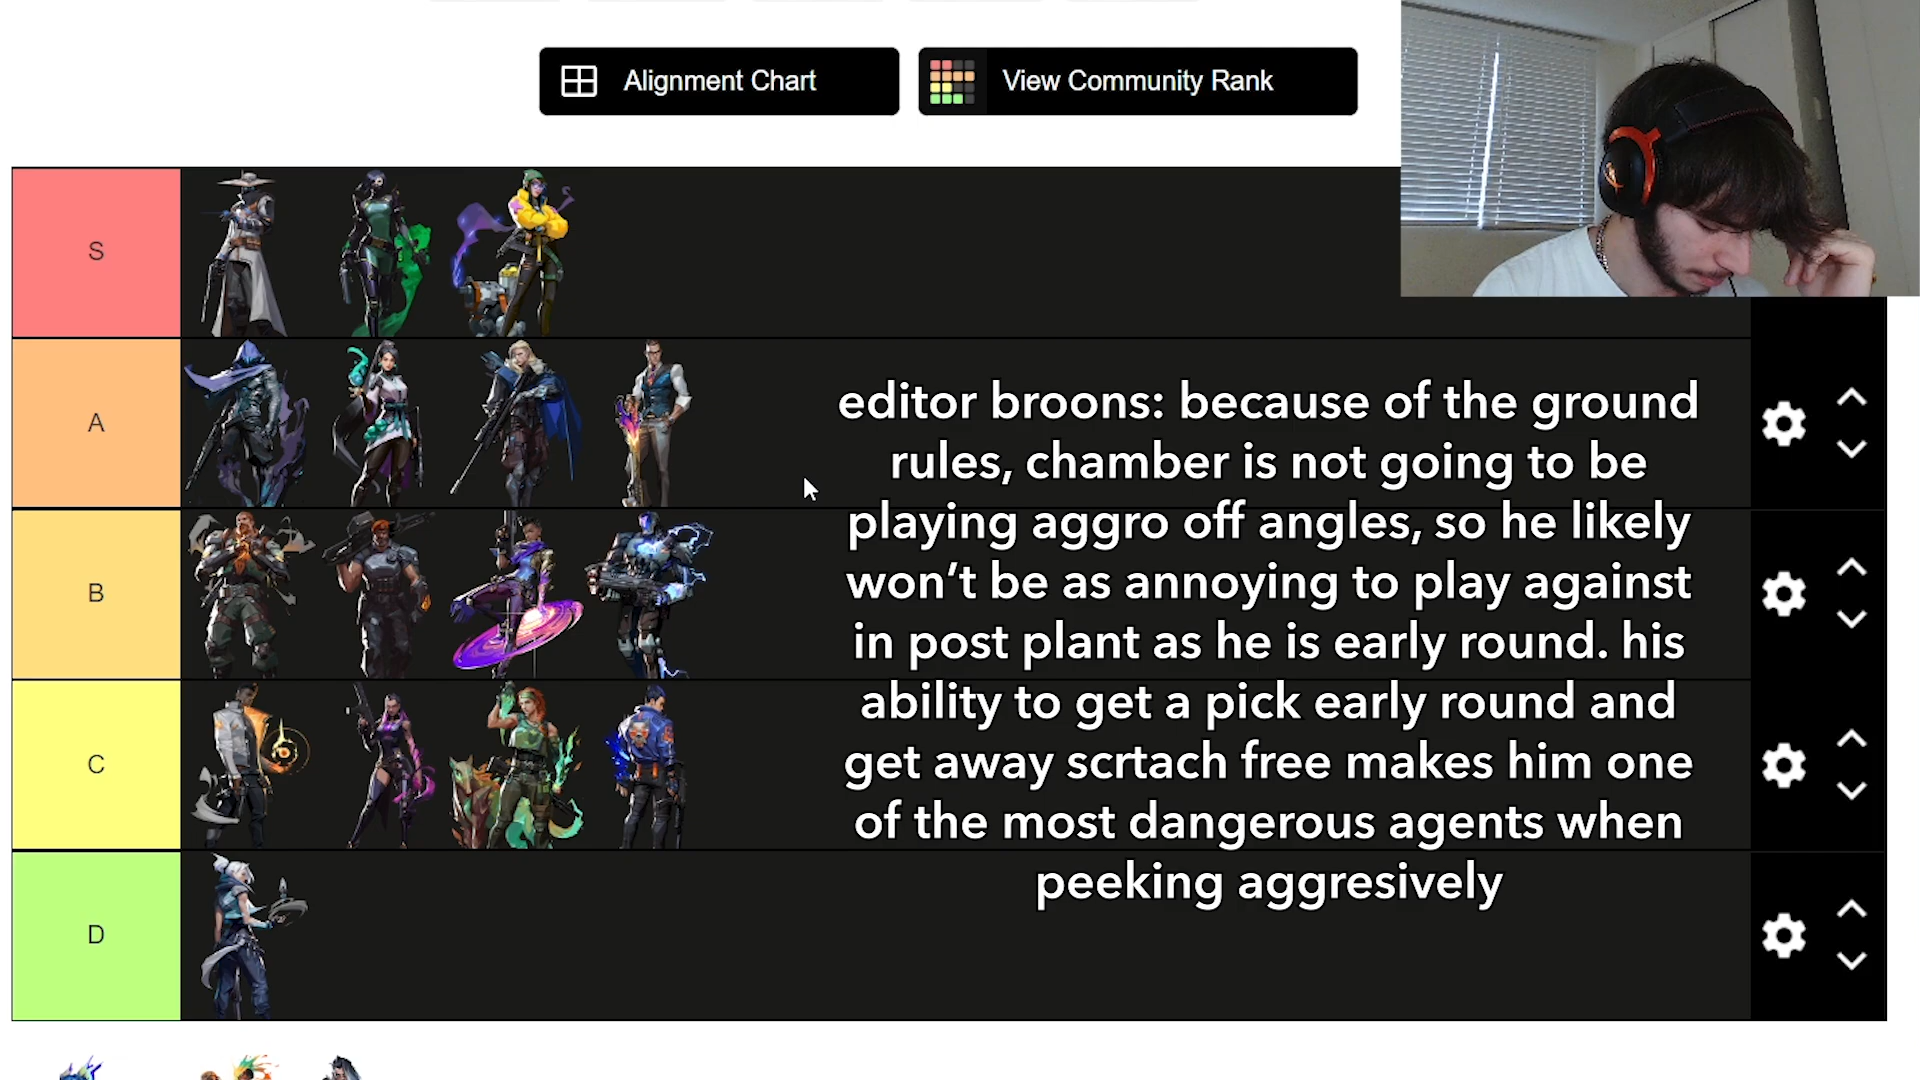 Alignment Chart
View Community Rank
S
A
B
C
D
editor broons: because of the ground
rules, chamber is not going to be
playing aggro off angles, so he likely
won't be as annoying to play against
in post plant as he is early round. his
ability to get a pick early round and
get away scrtach free makes him one
of the most dangerous agents when
peeking aggresively